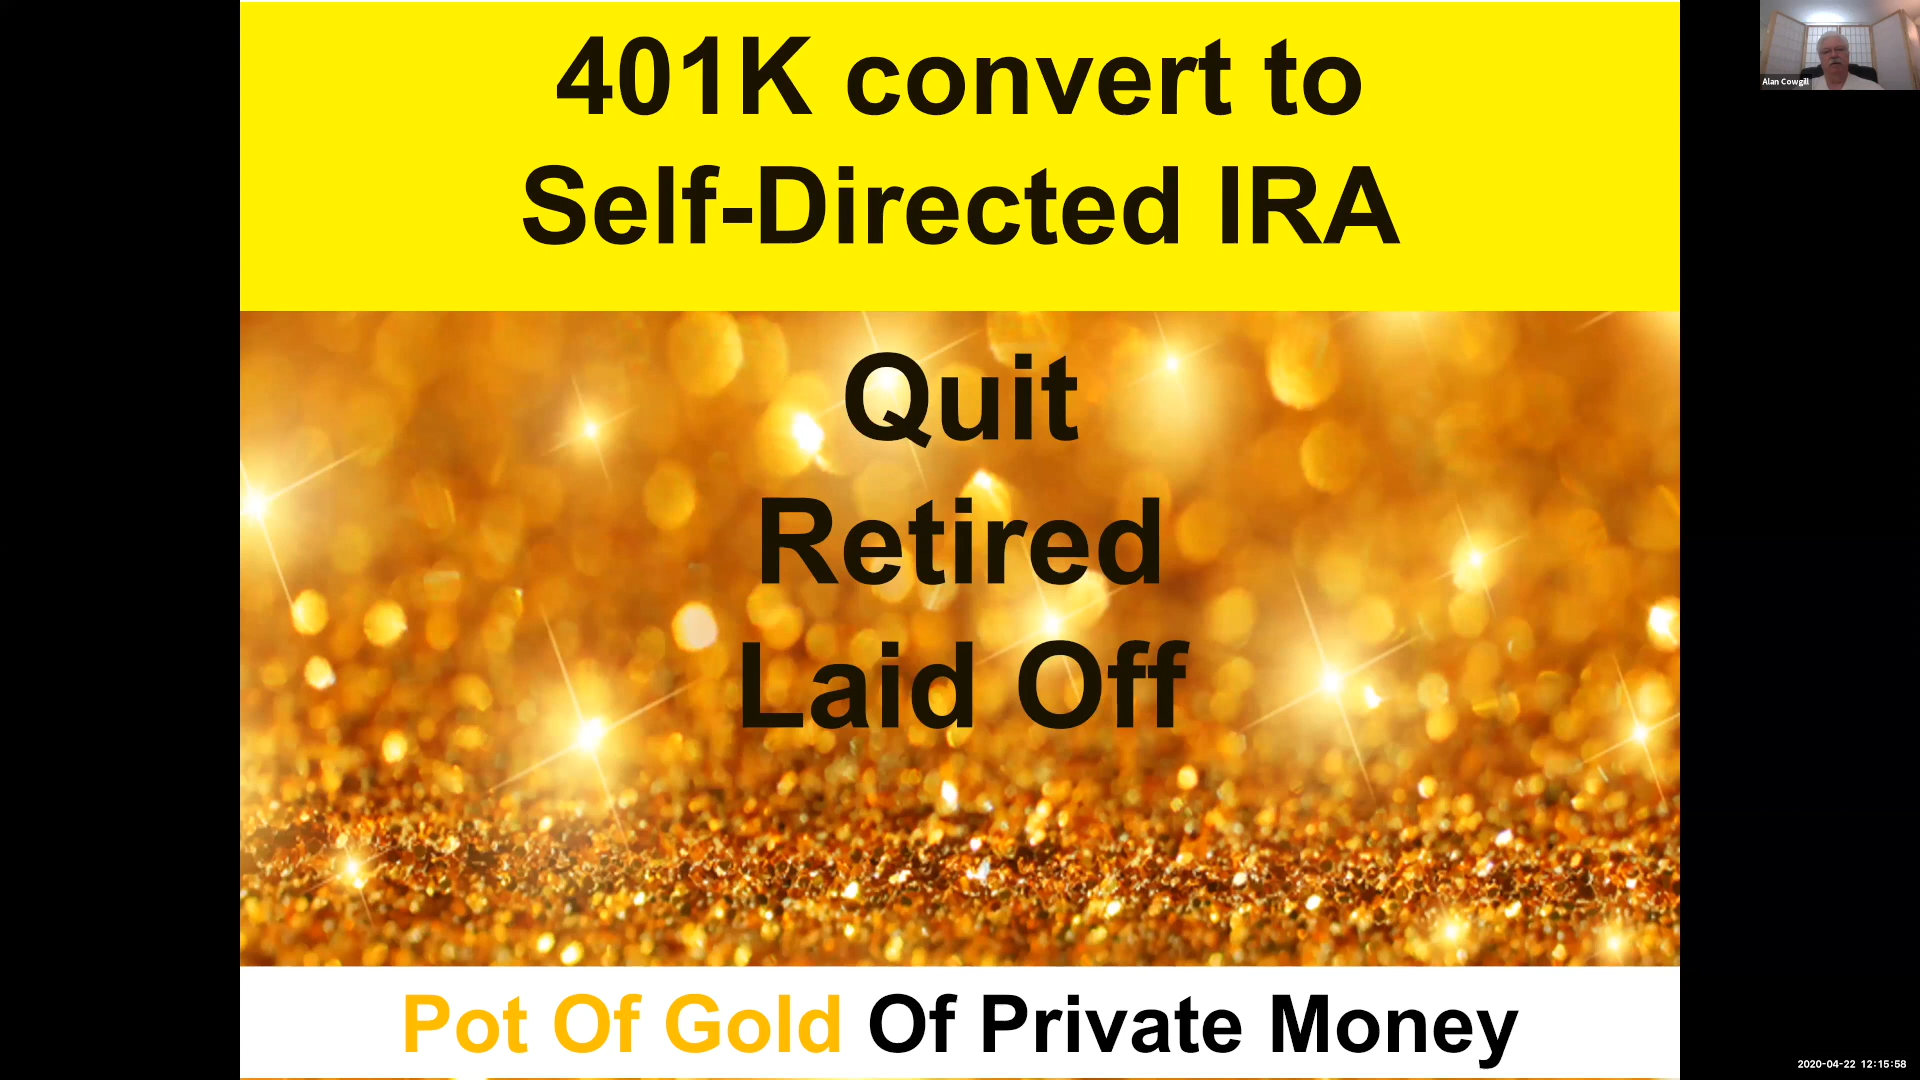 401K convert to
Self-Directed IRA
Quit
Retired
Laid Off
Pot Of Gold Of Private Money
Alan Cowgill
2020-04-22 12:15:58